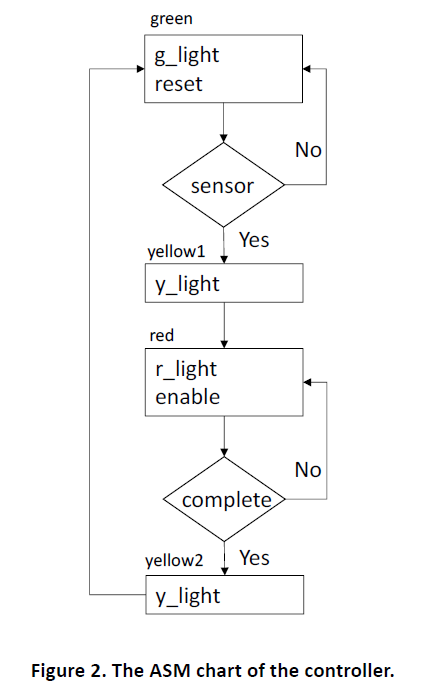 green
g_light
reset
No
sensor
Yes
yellow1
y_light
red
r_light
enable
No
complete
Yes
yellow2
y_light
Figure 2. The ASM chart of the controller.